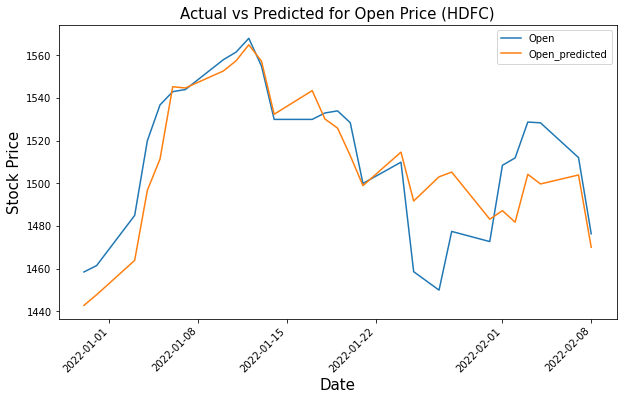 Actual vs Predicted for Open Price (HDFC)
Open
Open_predicted
Stock Price
1560
1540
1520
1500
1480
1460
1440
2022-01-01
2022-01-08
2022-01-15
2022-01-22
2022-02-01
2022-02-08
Date